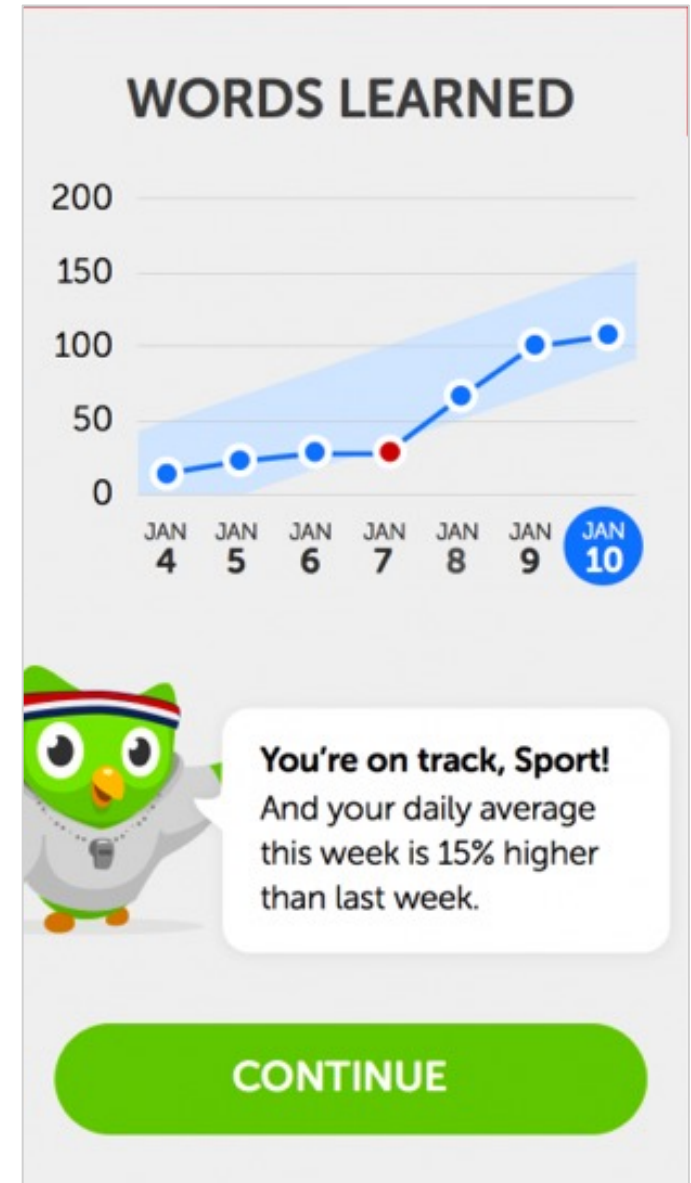 WORDS LEARNED
200
150
100
50
0
JAN JAN JAN JAN JAN JAN JAN
4 5 6 7 8 9 10
You're on track, Sport!
And your daily average
this week is 15% higher
than last week.
CONTINUE